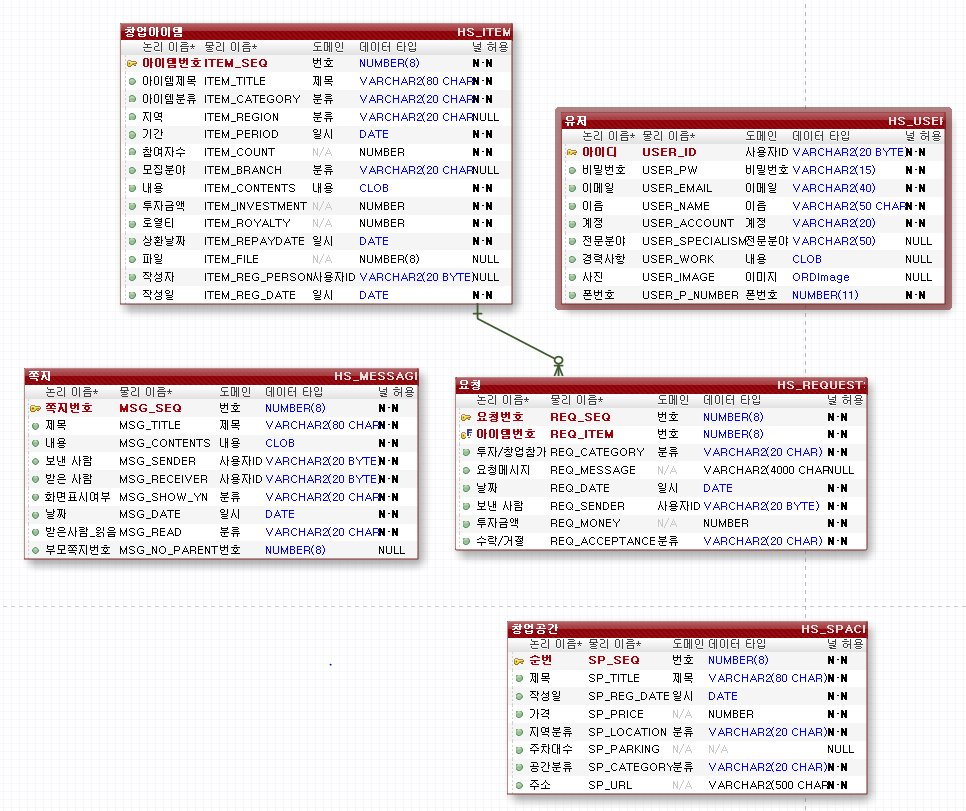 창업아이템 HS_ITEM
논리 이름* 물리 이름* 도메인 데이터 타입 널 허용
아이템번호 ITEM_SEQ 번호 NUMBER(8) N-N
아이템제목 ITEM_TITLE 제목 VARCHAR2(80 CHAR N-N
아이템분류 ITEM_CATEGORY 분류 VARCHAR2(20 CHAR N-N
지역 ITEM_REGION 분류 VARCHAR2(20 CHAR NULL
기간 ITEM_PERIOD 일시 DATE N-N
참여자수 ITEM_COUNT N/A NUMBER N-N
모집분야 ITEM_BRANCH 분류 VARCHAR2(20 CHAR NULL
내용 ITEM_CONTENTS 내용 CLOB N-N
투자금액 ITEM_INVESTMENT N/A NUMBER N-N
로열티 ITEM_ROYALTY N/A NUMBER N-N
상환날짜 ITEM_REPAYDATE 일시 DATE N-N
파일 ITEM_FILE N/A NUMBER(8) NULL
작성자 ITEM_REG_PERSON 사용자ID VARCHAR2(20 BYTE) NULL
작성일 ITEM_REG_DATE 일시 DATE N-N
유저 HS_USER
논리 이름* 물리 이름* 도메인 데이터 타입 널 허용
아이디 USER_ID 사용자ID VARCHAR2(20 BYTE) N-N
비밀번호 USER_PW 비밀번호 VARCHAR2(15) N-N
이메일 USER_EMAIL 이메일 VARCHAR2(40) N-N
이름 USER_NAME 이름 VARCHAR2(50 CHAR N-N
계정 USER_ACCOUNT 계정 VARCHAR2(20) N-N
전문분야 USER_SPECIALISM 전문분야 VARCHAR2(50) NULL
경력사항 USER_WORK 내용 CLOB NULL
사진 USER_IMAGE 이미지 ORDImage NULL
폰번호 USER_P_NUMBER 폰번호 NUMBER(11) N-N
쪽지 HS_MESSAGI
논리 이름* 물리 이름* 도메인 데이터 타입 널 허용
쪽지번호 MSG_SEQ 번호 NUMBER(8) N-N
제목 MSG_TITLE 제목 VARCHAR2(80 CHAR N-N
내용 MSG_CONTENTS 내용 CLOB N-N
보낸 사람 MSG_SENDER 사용자ID VARCHAR2(20 BYTE) N-N
받은 사람 MSG_RECEIVER 사용자ID VARCHAR2(20 BYTE) N-N
화면표시여부 MSG_SHOW_YN 분류 VARCHAR2(20 CHAR N-N
날짜 MSG_DATE 일시 DATE N-N
받은사람_읽음 MSG_READ 분류 VARCHAR2(20 CHAR N-N
부모쪽지번호 MSG_NO_PARENT 번호 NUMBER(8) NULL
요청 HS_REQUEST
논리 이름* 물리 이름* 도메인 데이터 타입 널 허용
요청번호 REQ_SEQ 번호 NUMBER(8) N-N
아이템번호 REQ_ITEM 번호 NUMBER(8) N-N
투자/창업참가 REQ_CATEGORY 분류 VARCHAR2(20 CHAR) N-N
요청메시지 REQ_MESSAGE N/A VARCHAR2(4000 CHAR NULL
날짜 REQ_DATE 일시 DATE N-N
보낸 사람 REQ_SENDER 사용자ID VARCHAR2(20 BYTE) N-N
투자금액 REQ_MONEY N/A NUMBER N-N
수락/거절 REQ_ACCEPTANCE 분류 VARCHAR2(20 CHAR) N-N
창업공간 HS_SPACI
논리 이름* 물리 이름* 도메인 데이터 타입 널 허용
순번 SP_SEQ 번호 NUMBER(8) N-N
제목 SP_TITLE 제목 VARCHAR2(80 CHAR) N-N
작성일 SP_REG_DATE 일시 DATE N-N
가격 SP_PRICE N/A NUMBER N-N
지역분류 SP_LOCATION 분류 VARCHAR2(20 CHAR) N-N
주차대수 SP_PARKING N/A N/A NULL
공간분류 SP_CATEGORY 분류 VARCHAR2(20 CHAR) N-N
주소 SP_URL N/A VARCHAR2(500 CHAR N-N